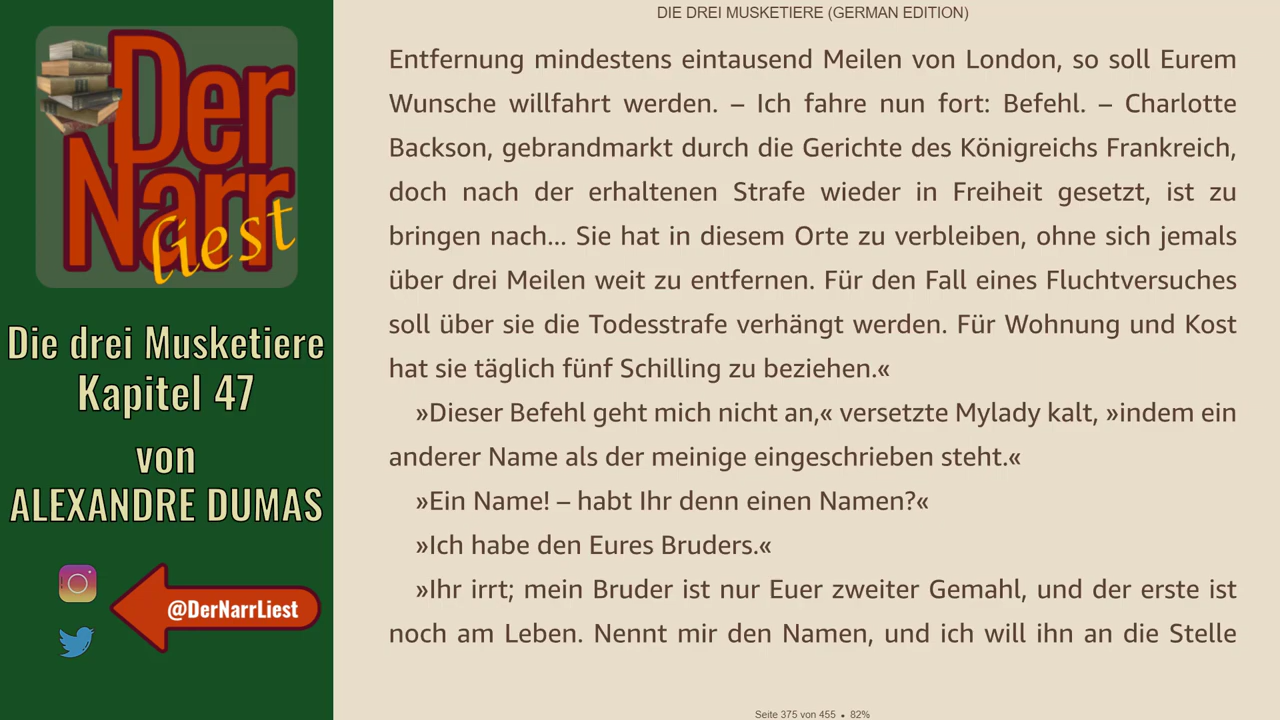 Der
Narr
liest
Die drei Musketiere
Kapitel 47
von
ALEXANDRE DUMAS
@DerNarrLiest
DIE DREI MUSKETIERE (GERMAN EDITION)
Entfernung mindestens eintausend Meilen von London, so soll Eurem
Wunsche willfahrt werden. – Ich fahre nun fort: Befehl. – Charlotte
Backson, gebrandmarkt durch die Gerichte des Königreichs Frankreich,
doch nach der erhaltenen Strafe wieder in Freiheit gesetzt, ist zu
bringen nach... Sie hat in diesem Orte zu verbleiben, ohne sich jemals
über drei Meilen weit zu entfernen. Für den Fall eines Fluchtversuches
soll über sie die Todesstrafe verhängt werden. Für Wohnung und Kost
hat sie täglich fünf Schilling zu beziehen.«
»Dieser Befehl geht mich nicht an,« versetzte Mylady kalt, »indem ein
anderer Name als der meinige eingeschrieben steht.«
»Ein Name! – habt Ihr denn einen Namen?«
»Ich habe den Eures Bruders.«
»Ihr irrt; mein Bruder ist nur Euer zweiter Gemahl, und der erste ist
noch am Leben. Nennt mir den Namen, und ich will ihn an die Stelle
Seite 375 von 455 • 82%